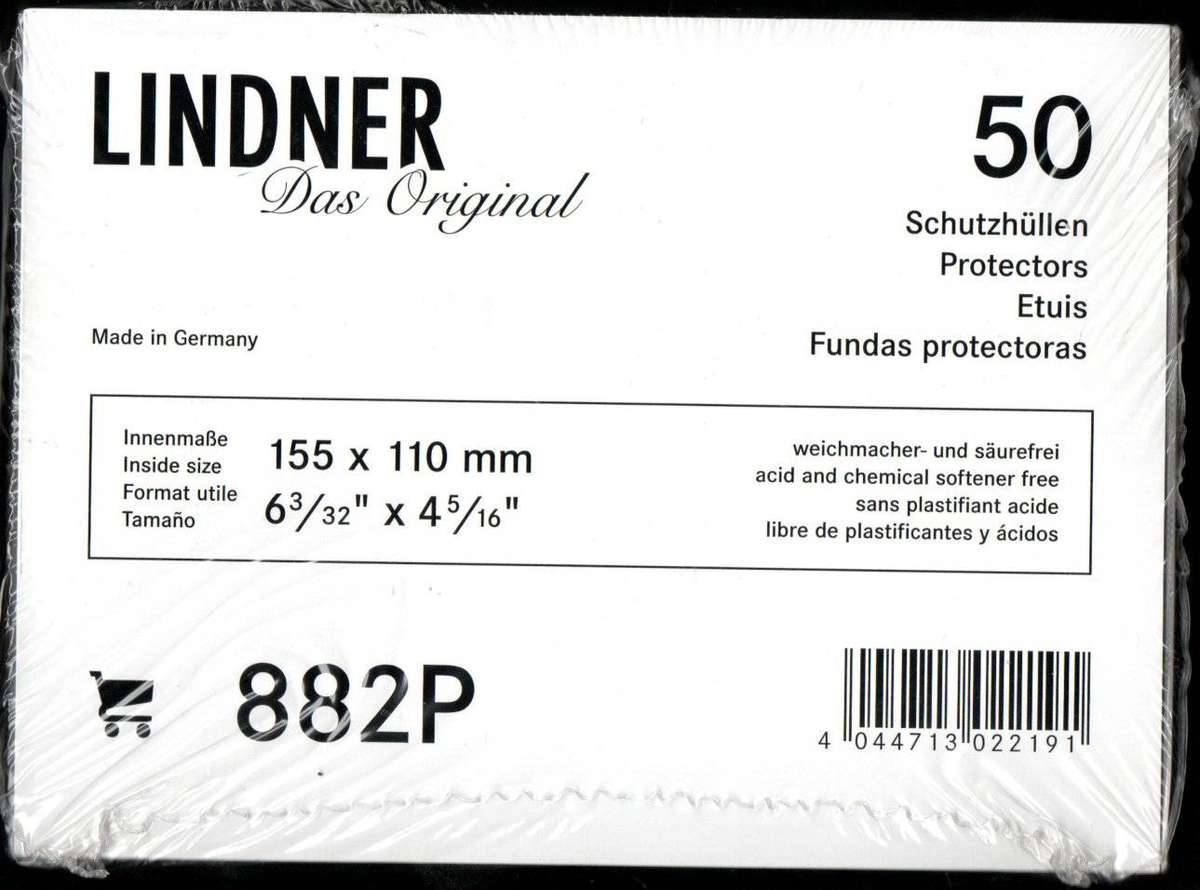 LINDNER
Das Original
50
Schutzhüllen
Protectors
Etuis
Fundas protectoras
Made in Germany
Innenmaße
Inside size
Format utile
Tamaño
155 x 110 mm
6 3/32" x 4 5/16"
weichmacher- und säurefrei
acid and chemical softener free
sans plastifiant acide
libre de plastificantes y ácidos
882P
4 044713 022191